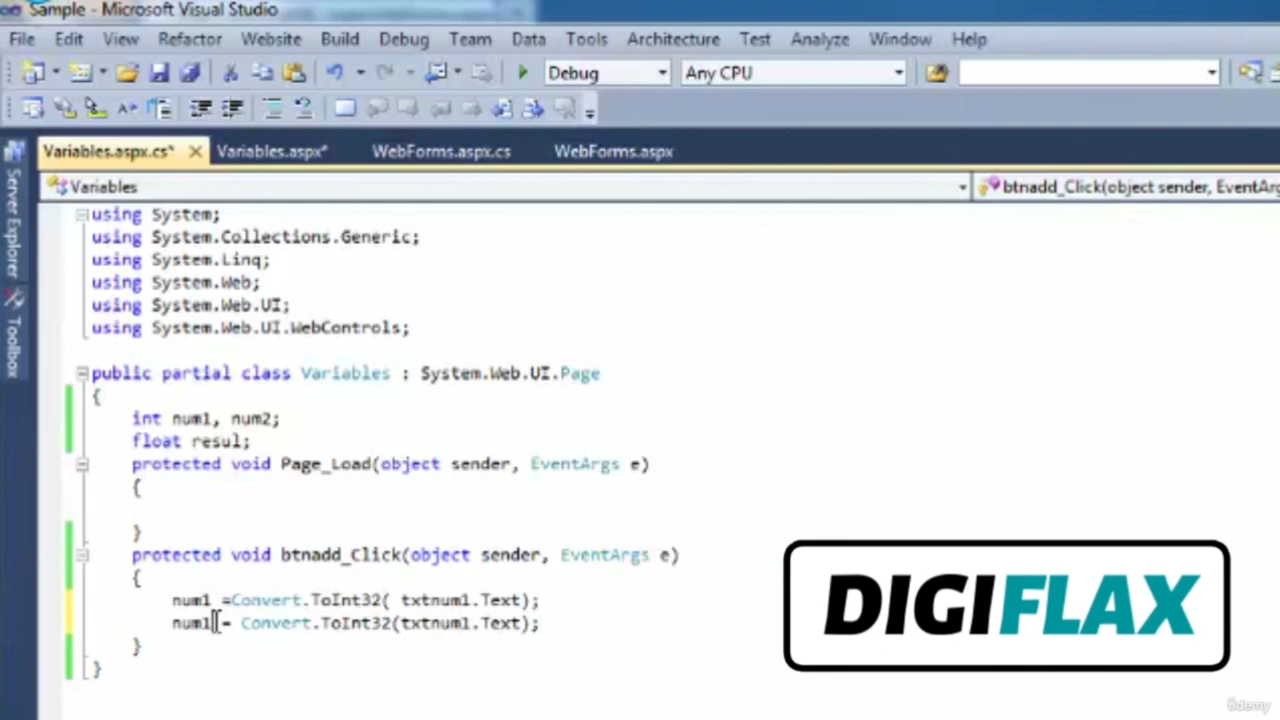 Sample - Microsoft Visual Studio
File Edit View Refactor Website Build Debug Team Data Tools Architecture Test Analyze Window Help
Debug Any CPU
Variables.aspx.cs* Variables.aspx* WebForms.aspx.cs WebForms.aspx
Variables btnadd_Click(object sender, EventArg
Server Explorer
Toolbox
using System;
using System.Collections.Generic;
using System.Linq;
using System.Web;
using System.Web.UI;
using System.Web.UI.WebControls;
public partial class Variables : System.Web.UI.Page
{
int num1, num2;
float resul;
protected void Page_Load(object sender, EventArgs e)
{
}
protected void btnadd_Click(object sender, EventArgs e)
{
num1 =Convert.ToInt32( txtnum1.Text);
num1 = Convert.ToInt32(txtnum1.Text);
}
}
DIGIFLAX
ûdemy